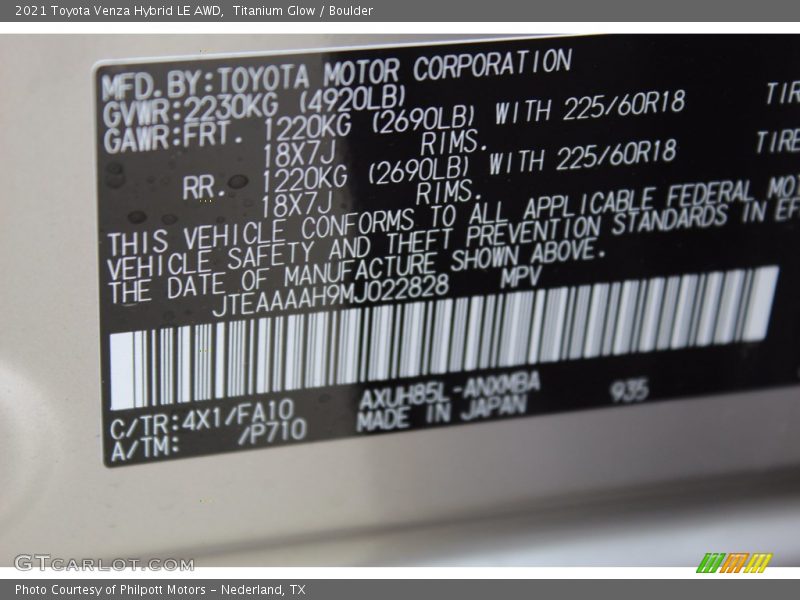 2021 Toyota Venza Hybrid LE AWD, Titanium Glow / Boulder
MFD.BY:TOYOTA MOTOR CORPORATION
GVWR:2230KG (4920LB)
GAWR:FRT. 1220KG (2690LB) WITH 225/60R18 TIR
18X7J RIMS.
RR. 1220KG (2690LB) WITH 225/60R18 TIRE
18X7J RIMS.
THIS VEHICLE CONFORMS TO ALL APPLICABLE FEDERAL MO
VEHICLE SAFETY AND THEFT PREVENTION STANDARDS IN EF
THE DATE OF MANUFACTURE SHOWN ABOVE.
JTEAAAAH9MJ022828 MPV
C/TR:4X1/FA10 AXUH85L-ANXMBA 935
A/TM: /P710 MADE IN JAPAN
GTCARLOT.COM
Photo Courtesy of Philpott Motors - Nederland, TX